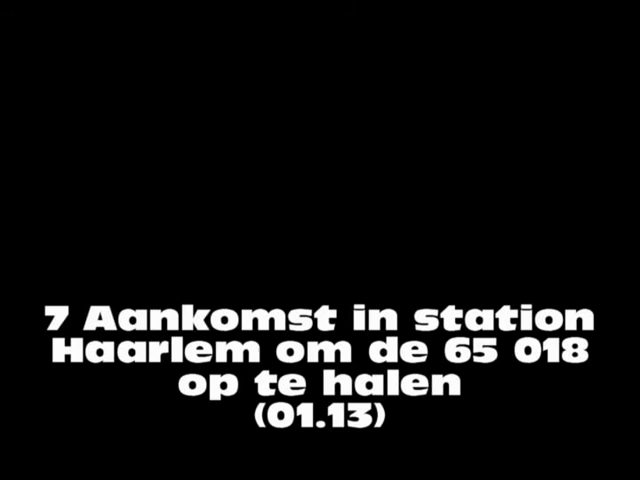 7 Aankomst in station
Haarlem om de 65 018
op te halen
(01.13)